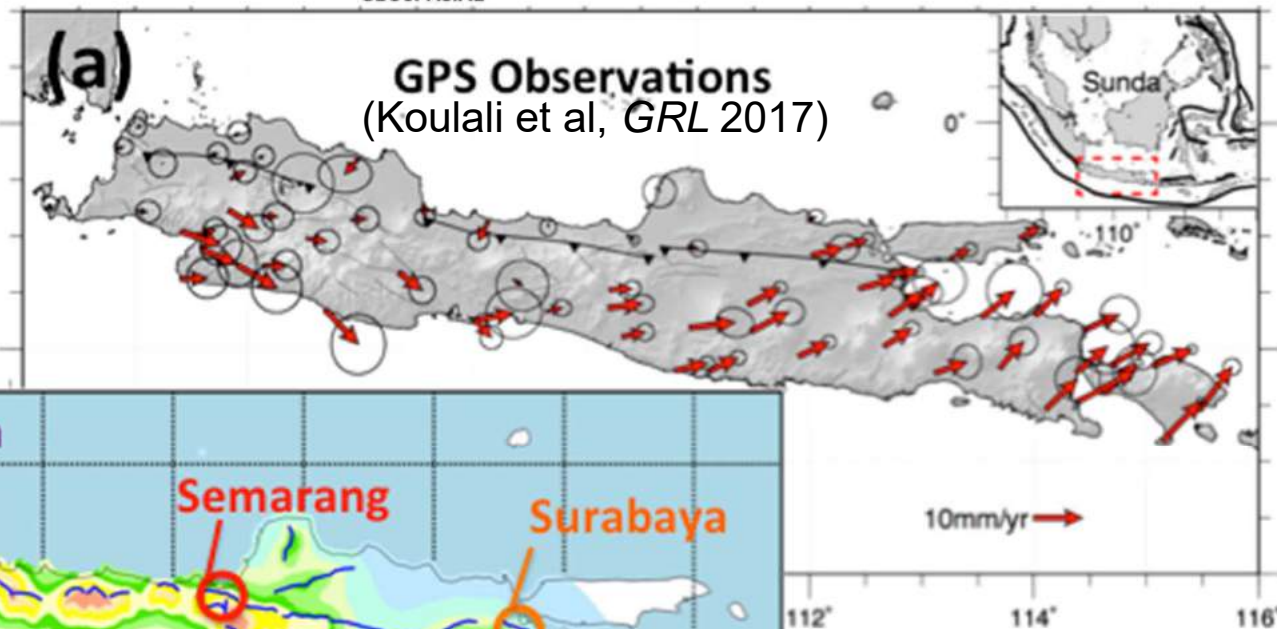 (a)
GPS Observations
(Koulali et al, GRL 2017)
Sunda
0°
110°
Semarang
Surabaya
10mm/yr
112°
114°
116°